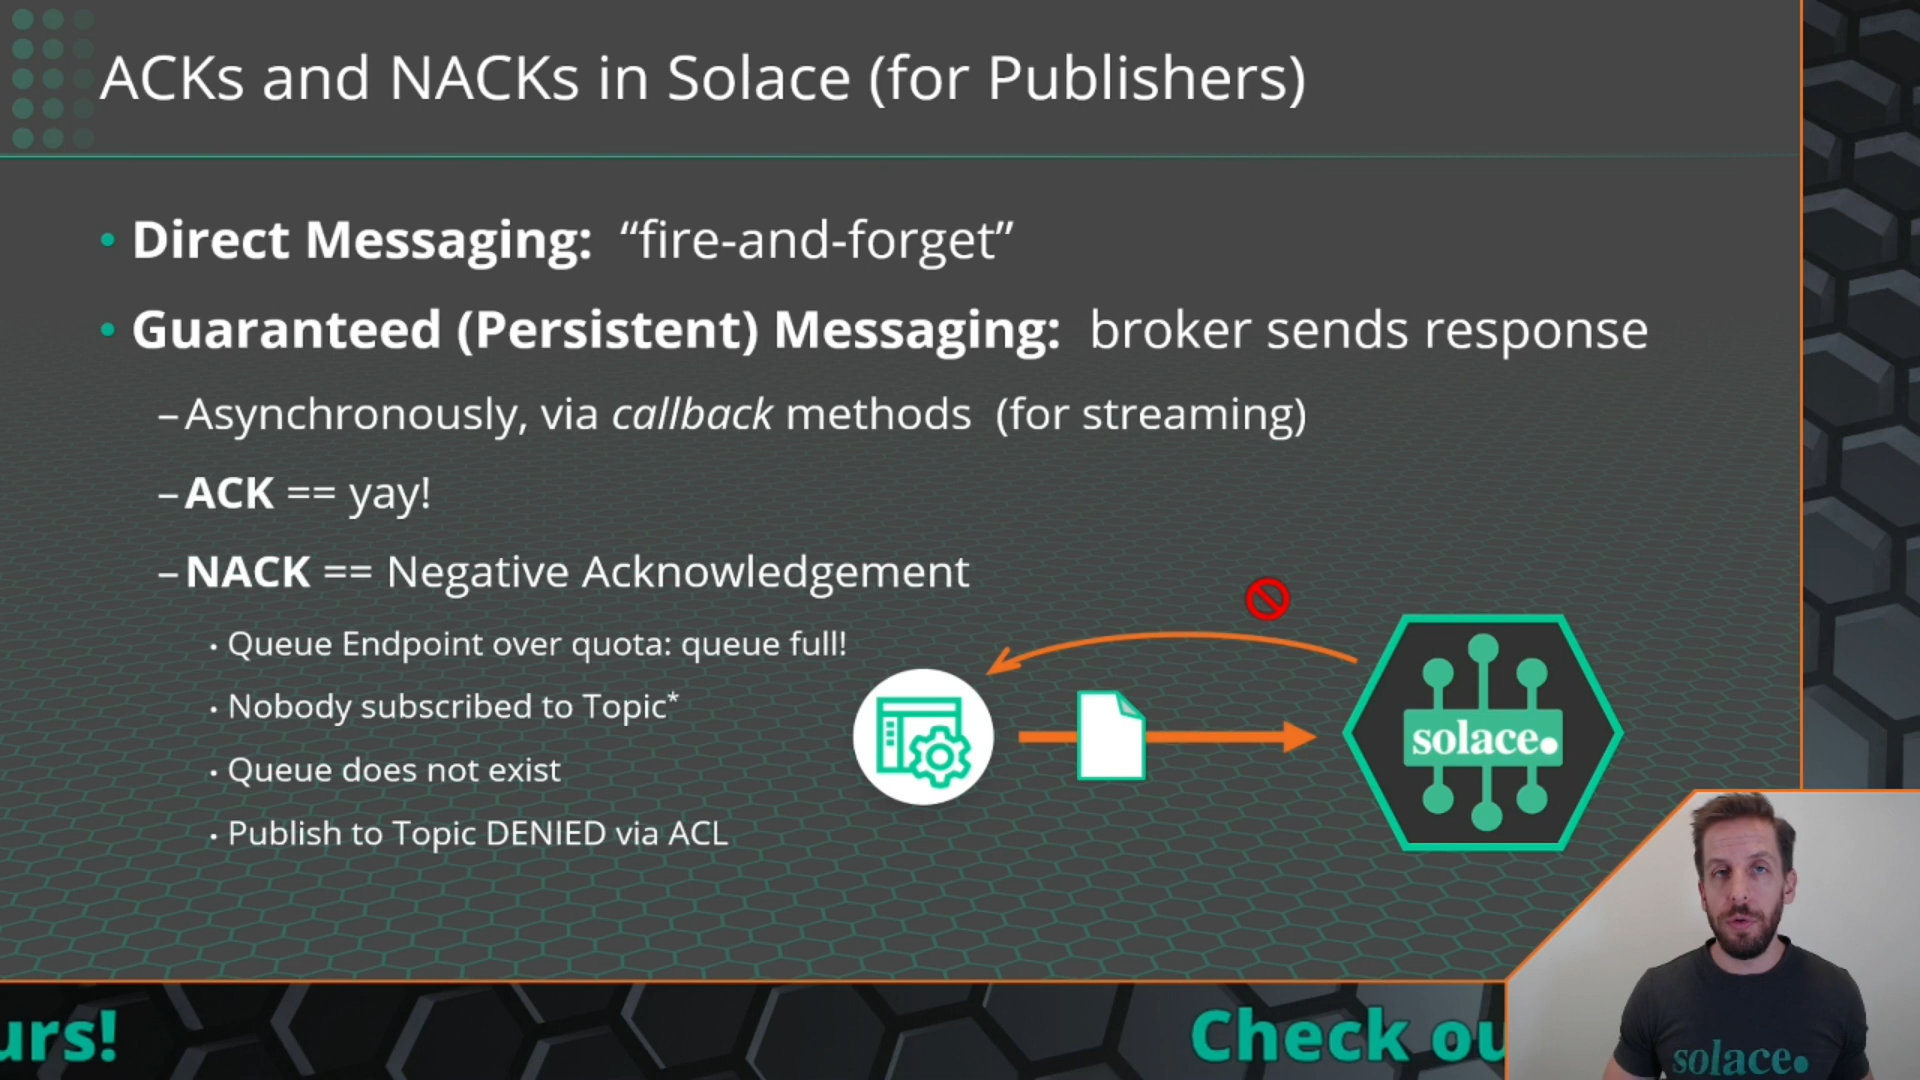 ACKs and NACKs in Solace (for Publishers)
• Direct Messaging: “fire-and-forget”
• Guaranteed (Persistent) Messaging: broker sends response
– Asynchronously, via callback methods (for streaming)
– ACK == yay!
– NACK == Negative Acknowledgement
• Queue Endpoint over quota: queue full!
• Nobody subscribed to Topic*
• Queue does not exist
• Publish to Topic DENIED via ACL
solace.
urs!
Check ou
solace.